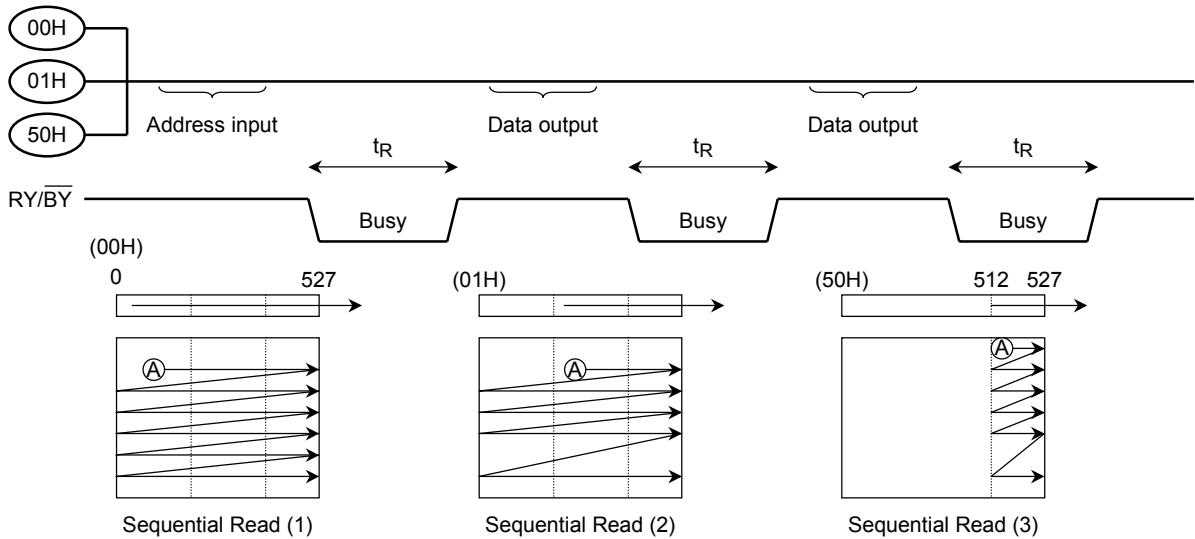 00H
01H
50H
Address input
Data output
Data output
tR
tR
tR
RY/B̅Y̅
Busy
Busy
Busy
(00H)
0
527
(01H)
(50H)
512
527
A
A
A
Sequential Read (1)
Sequential Read (2)
Sequential Read (3)